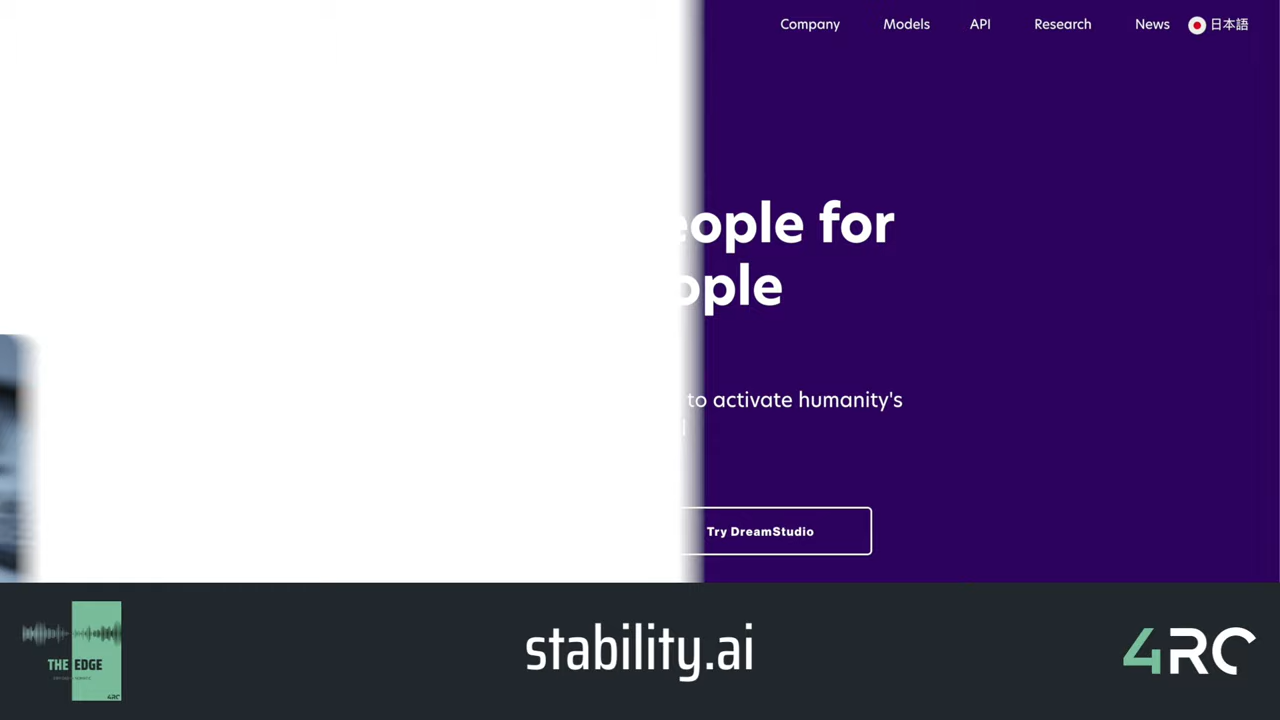 Company Models API Research News 日本語
eople for
ople
to activate humanity's
Try DreamStudio
THE EDGE
4RC
stability.ai
4RC